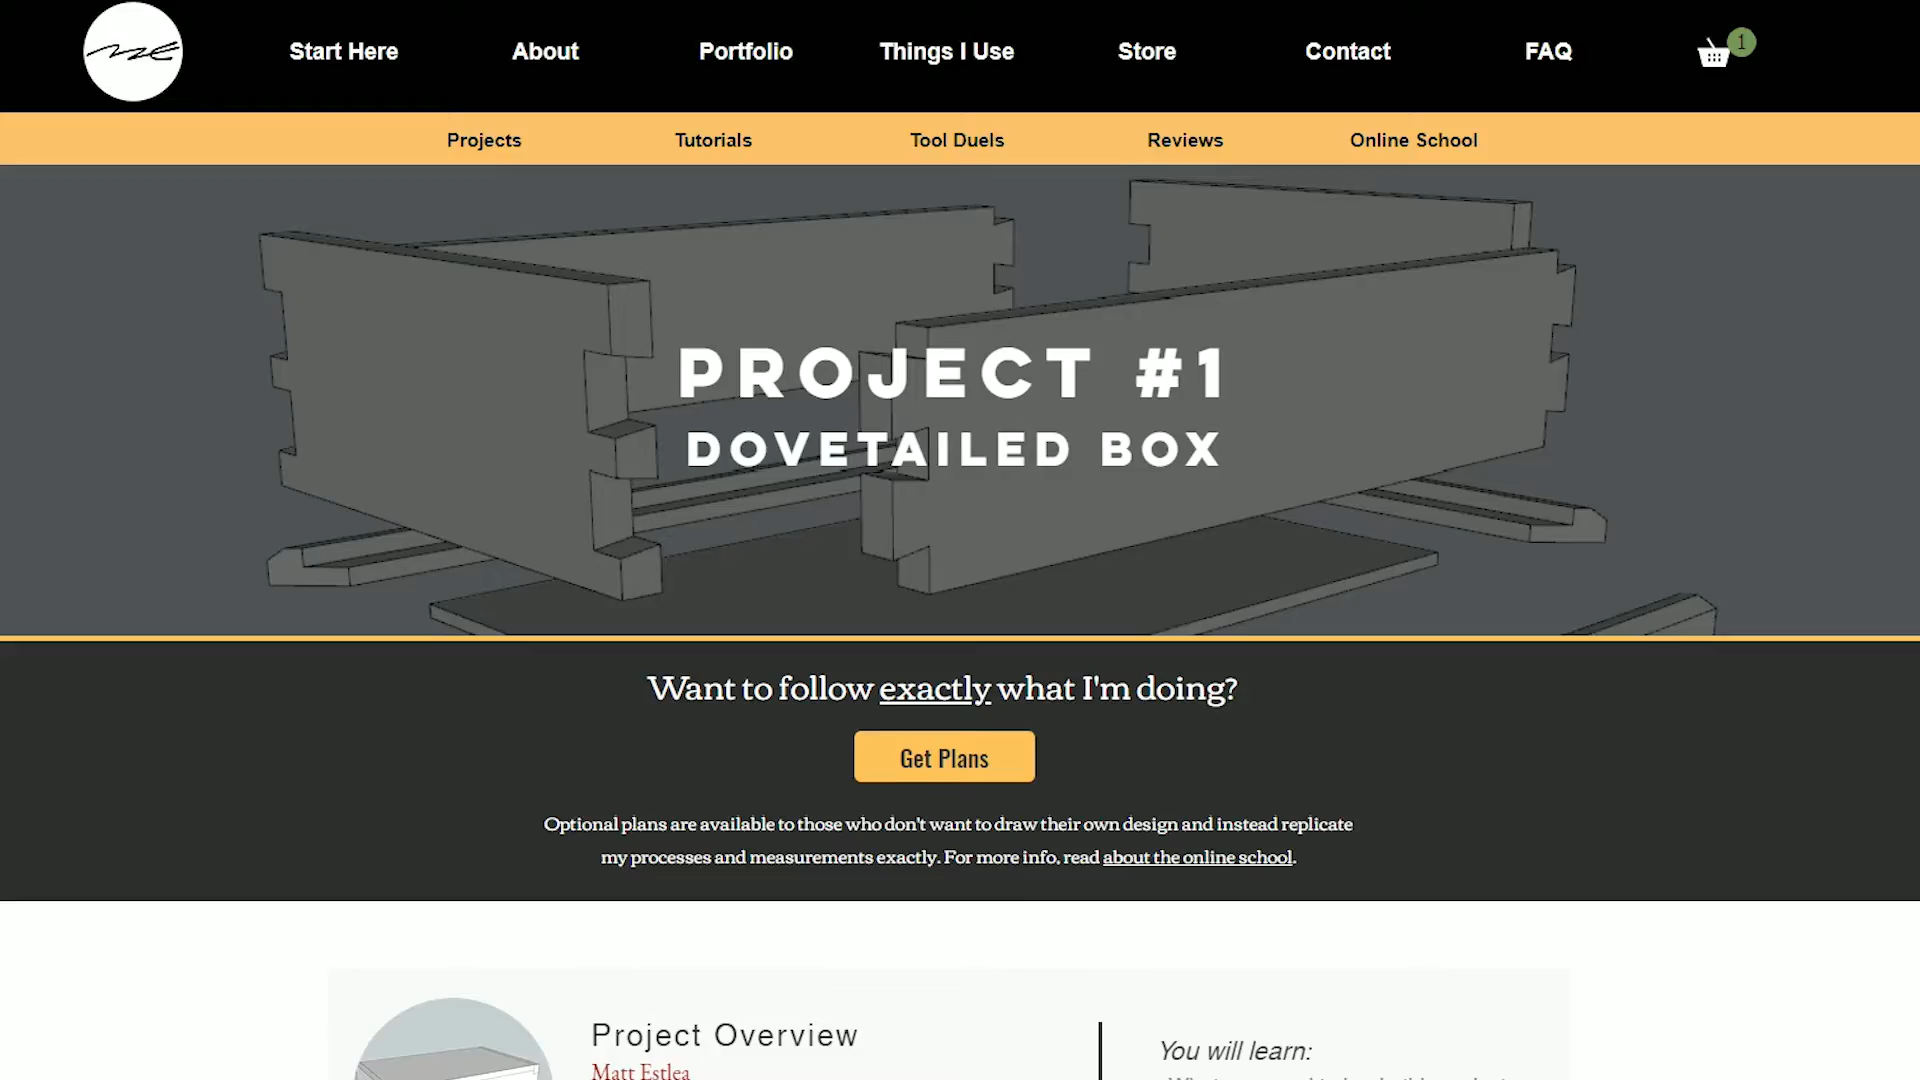 Start Here
About
Portfolio
Things I Use
Store
Contact
FAQ
1
Projects
Tutorials
Tool Duels
Reviews
Online School
PROJECT #1
DOVETAILED BOX
Want to follow exactly what I'm doing?
Get Plans
Optional plans are available to those who don't want to draw their own design and instead replicate
my processes and measurements exactly. For more info, read about the online school.
Project Overview
Matt Estlea
You will learn: